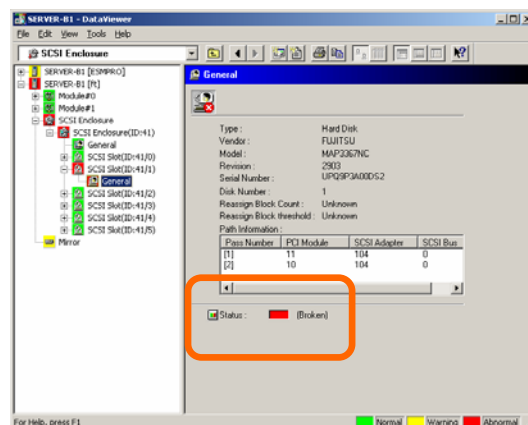 SERVER-B1 - DataViewer
File Edit View Tools Help
SCSI Enclosure
SERVER-B1 [ESMPRO]
SERVER-B1 [ft]
Module#0
Module#1
SCSI Enclosure
SCSI Enclosure(ID:41)
General
SCSI Slot(ID:41/0)
SCSI Slot(ID:41/1)
General
SCSI Slot(ID:41/2)
SCSI Slot(ID:41/3)
SCSI Slot(ID:41/4)
SCSI Slot(ID:41/5)
Mirror
General
Type : Hard Disk
Vendor : FUJITSU
Model : MAP3367NC
Revision : 2903
Serial Number : UPQ9P3A00DS2
Disk Number : 1
Reassign Block Count : Unknown
Reassign Block threshold : Unknown
Path Information :
Pass Number PCI Module SCSI Adapter SCSI Bus
[1] 11 104 0
[2] 10 104 0
Status : (Broken)
For Help, press F1 Normal Warning Abnormal